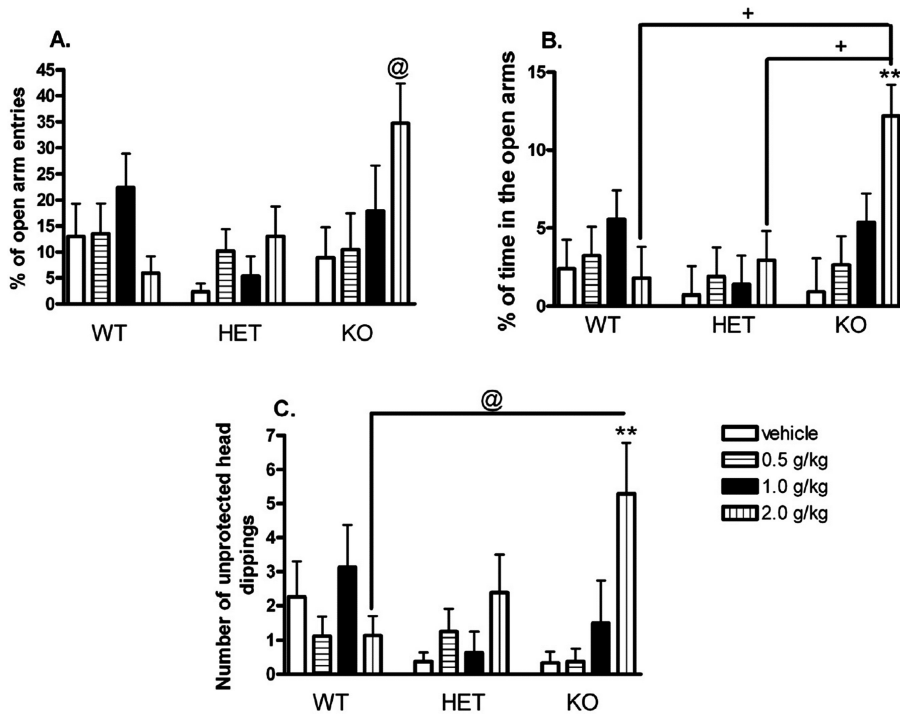 A.
% of open arm entries
45
40
35
30
25
20
15
10
5
0
@
WT HET KO
B.
% of time in the open arms
15
10
5
0
+
+
**
WT HET KO
C.
Number of unprotected head
dippings
7
6
5
4
3
2
1
0
@
**
WT HET KO
vehicle
0.5 g/kg
1.0 g/kg
2.0 g/kg